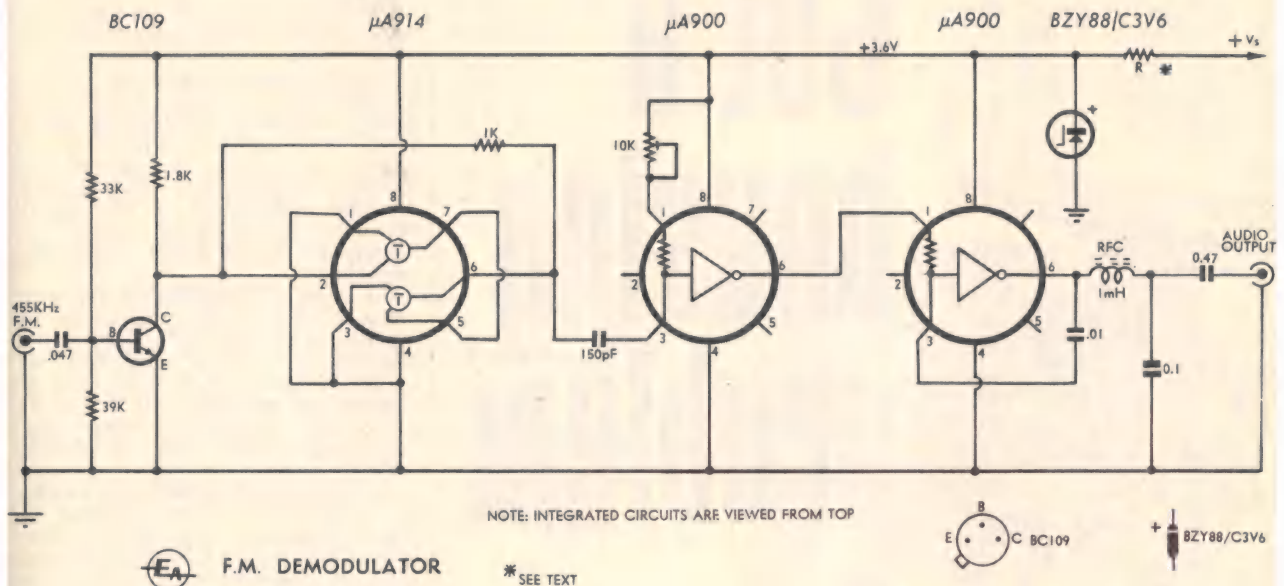 BC109
μA914
μA900
μA900
BZY88/C3V6
+3.6V
+ Vs
R *
33K
1.8K
1K
10K
8
1
7
T
2
6
T
3
5
4
8
1
7
2
6
3
5
4
8
1
2
6
3
5
4
+
455KHz
F.M.
.047
8
C
E
39K
150pF
RFC
1mH
.01
0.1
0.47
AUDIO
OUTPUT
NOTE: INTEGRATED CIRCUITS ARE VIEWED FROM TOP
B
E
C
BC109
+
BZY88/C3V6
EA
F.M. DEMODULATOR
* SEE TEXT